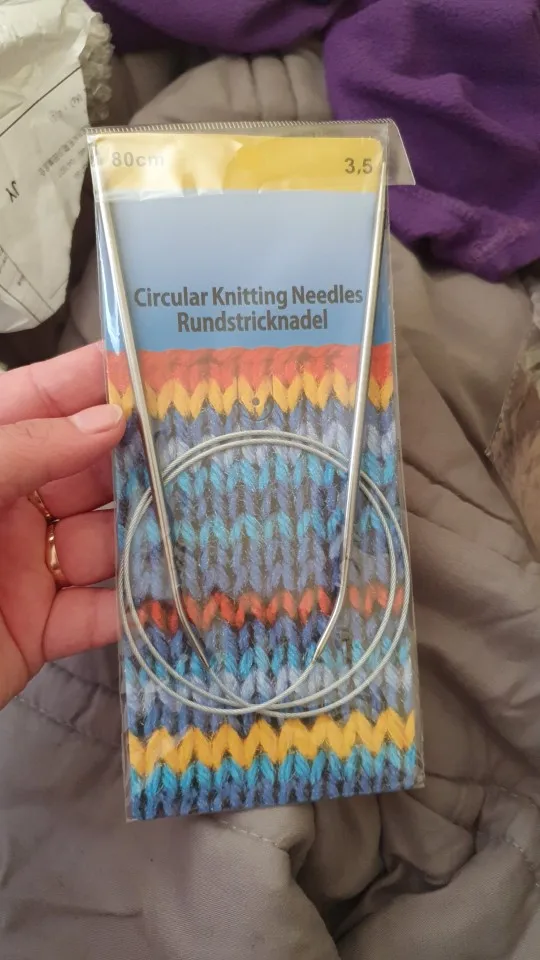 80cm
3,5
Circular Knitting Needles
Rundstricknadel